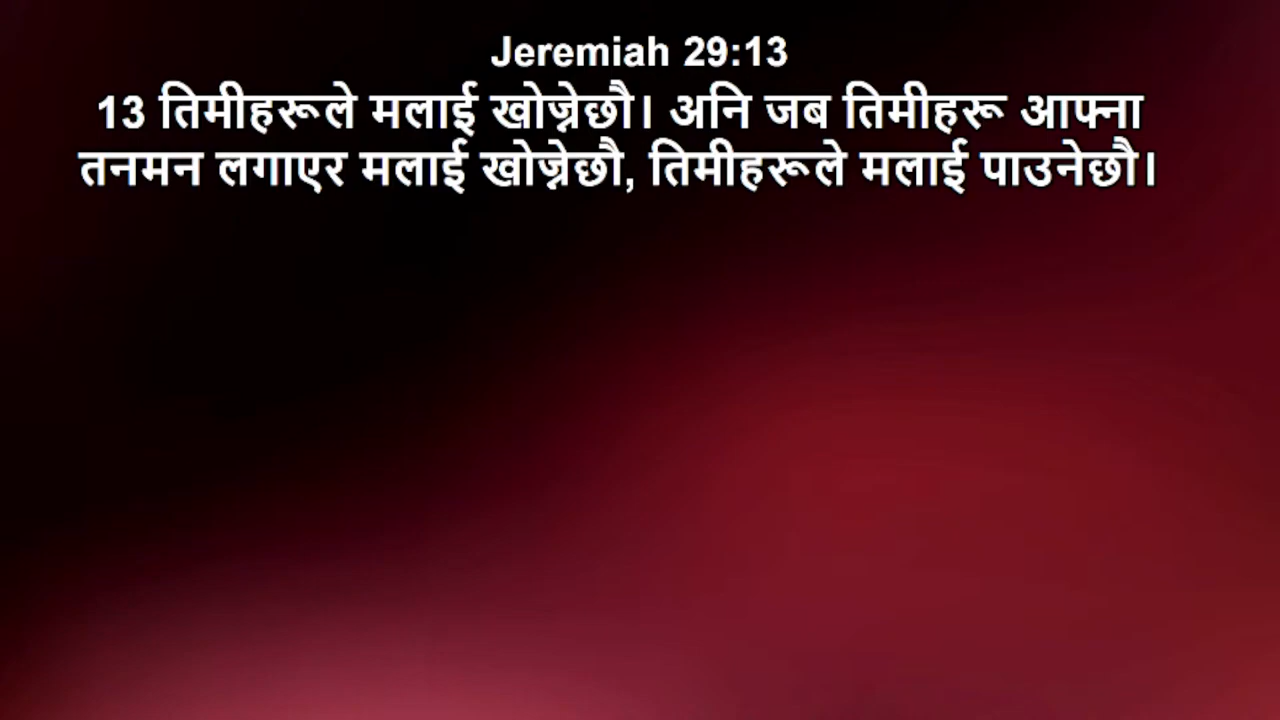 Jeremiah 29:13
13 तिमीहरूले मलाई खोज्नेछौ। अनि जब तिमीहरू आफ्ना
तनमन लगाएर मलाई खोज्नेछौ, तिमीहरूले मलाई पाउनेछौ।